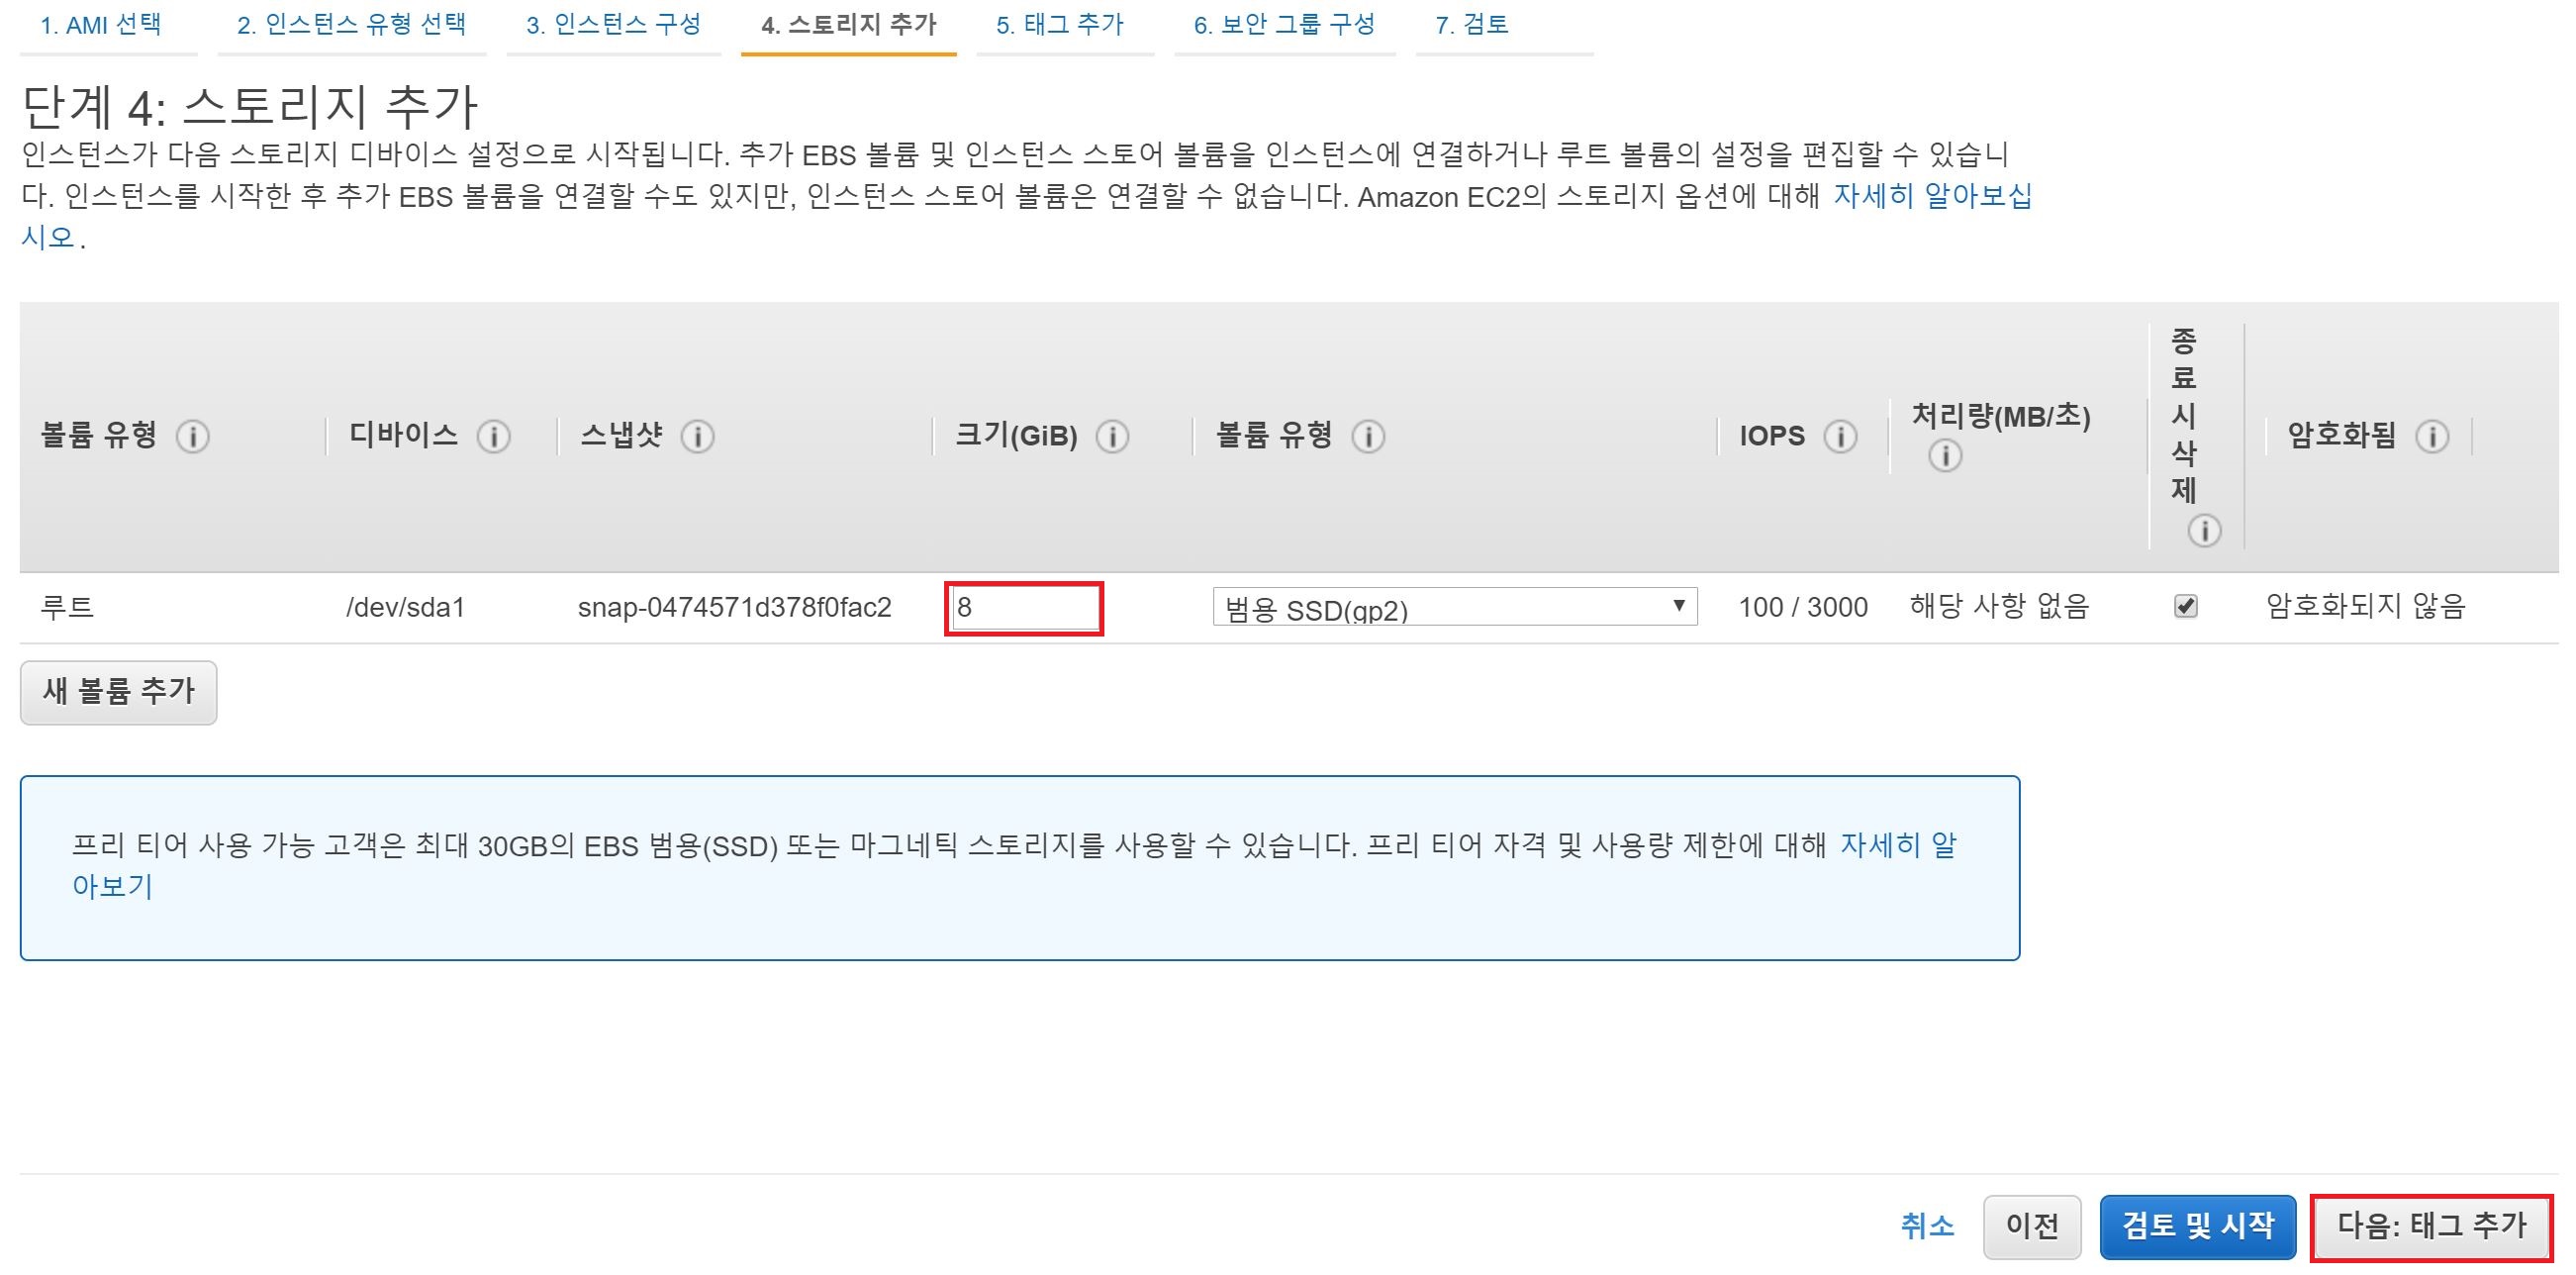 1. AMI 선택 2. 인스턴스 유형 선택 3. 인스턴스 구성 4. 스토리지 추가 5. 태그 추가 6. 보안 그룹 구성 7. 검토
단계 4: 스토리지 추가
인스턴스가 다음 스토리지 디바이스 설정으로 시작됩니다. 추가 EBS 볼륨 및 인스턴스 스토어 볼륨을 인스턴스에 연결하거나 루트 볼륨의 설정을 편집할 수 있습니
다. 인스턴스를 시작한 후 추가 EBS 볼륨을 연결할 수도 있지만, 인스턴스 스토어 볼륨은 연결할 수 없습니다. Amazon EC2의 스토리지 옵션에 대해 자세히 알아보십
시오.
볼륨 유형 디바이스 스냅샷 크기(GiB) 볼륨 유형 IOPS 처리량(MB/초) 종료 시 삭제 암호화됨
루트 /dev/sda1 snap-0474571d378f0fac2 8 범용 SSD(gp2) 100 / 3000 해당 사항 없음 암호화되지 않음
새 볼륨 추가
프리 티어 사용 가능 고객은 최대 30GB의 EBS 범용(SSD) 또는 마그네틱 스토리지를 사용할 수 있습니다. 프리 티어 자격 및 사용량 제한에 대해 자세히 알
아보기
취소 이전 검토 및 시작 다음: 태그 추가